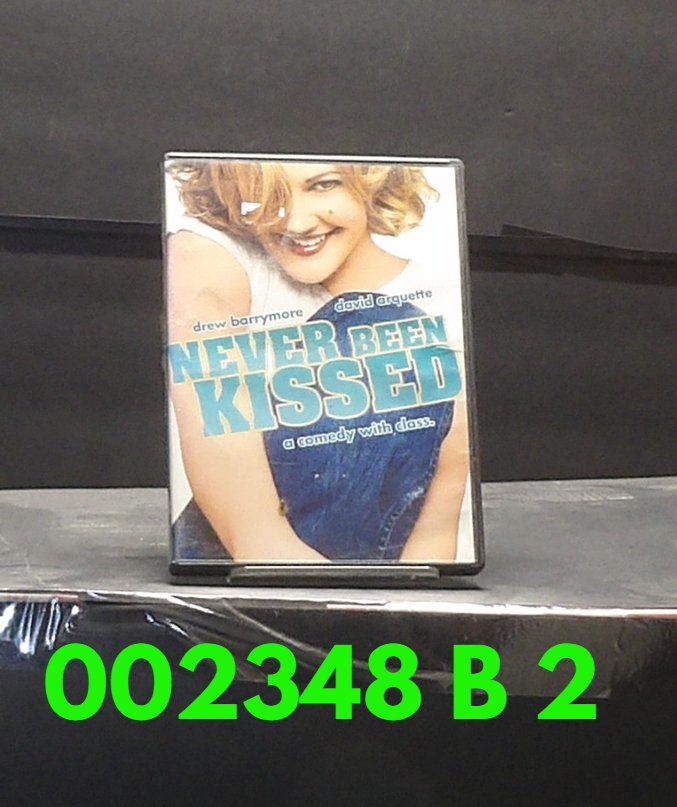 drew barrymore
david arquette
NEVER BEEN
KISSED
a comedy with class.
002348 B 2